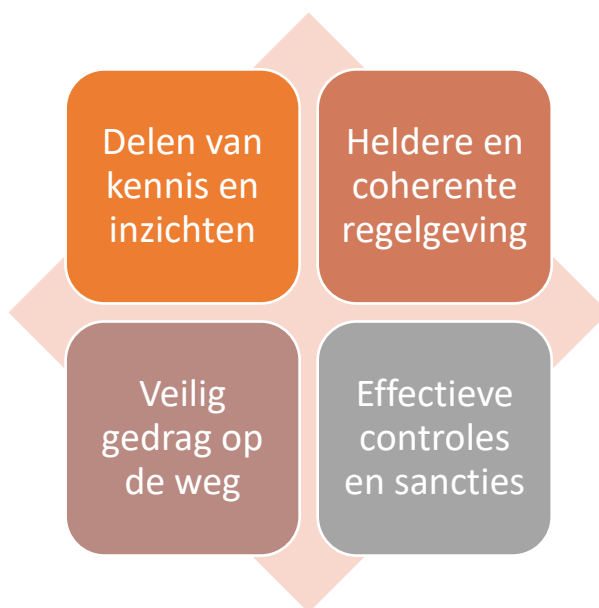 Delen van
kennis en
inzichten
Heldere en
coherente
regelgeving
Veilig
gedrag op
de weg
Effectieve
controles
en sancties